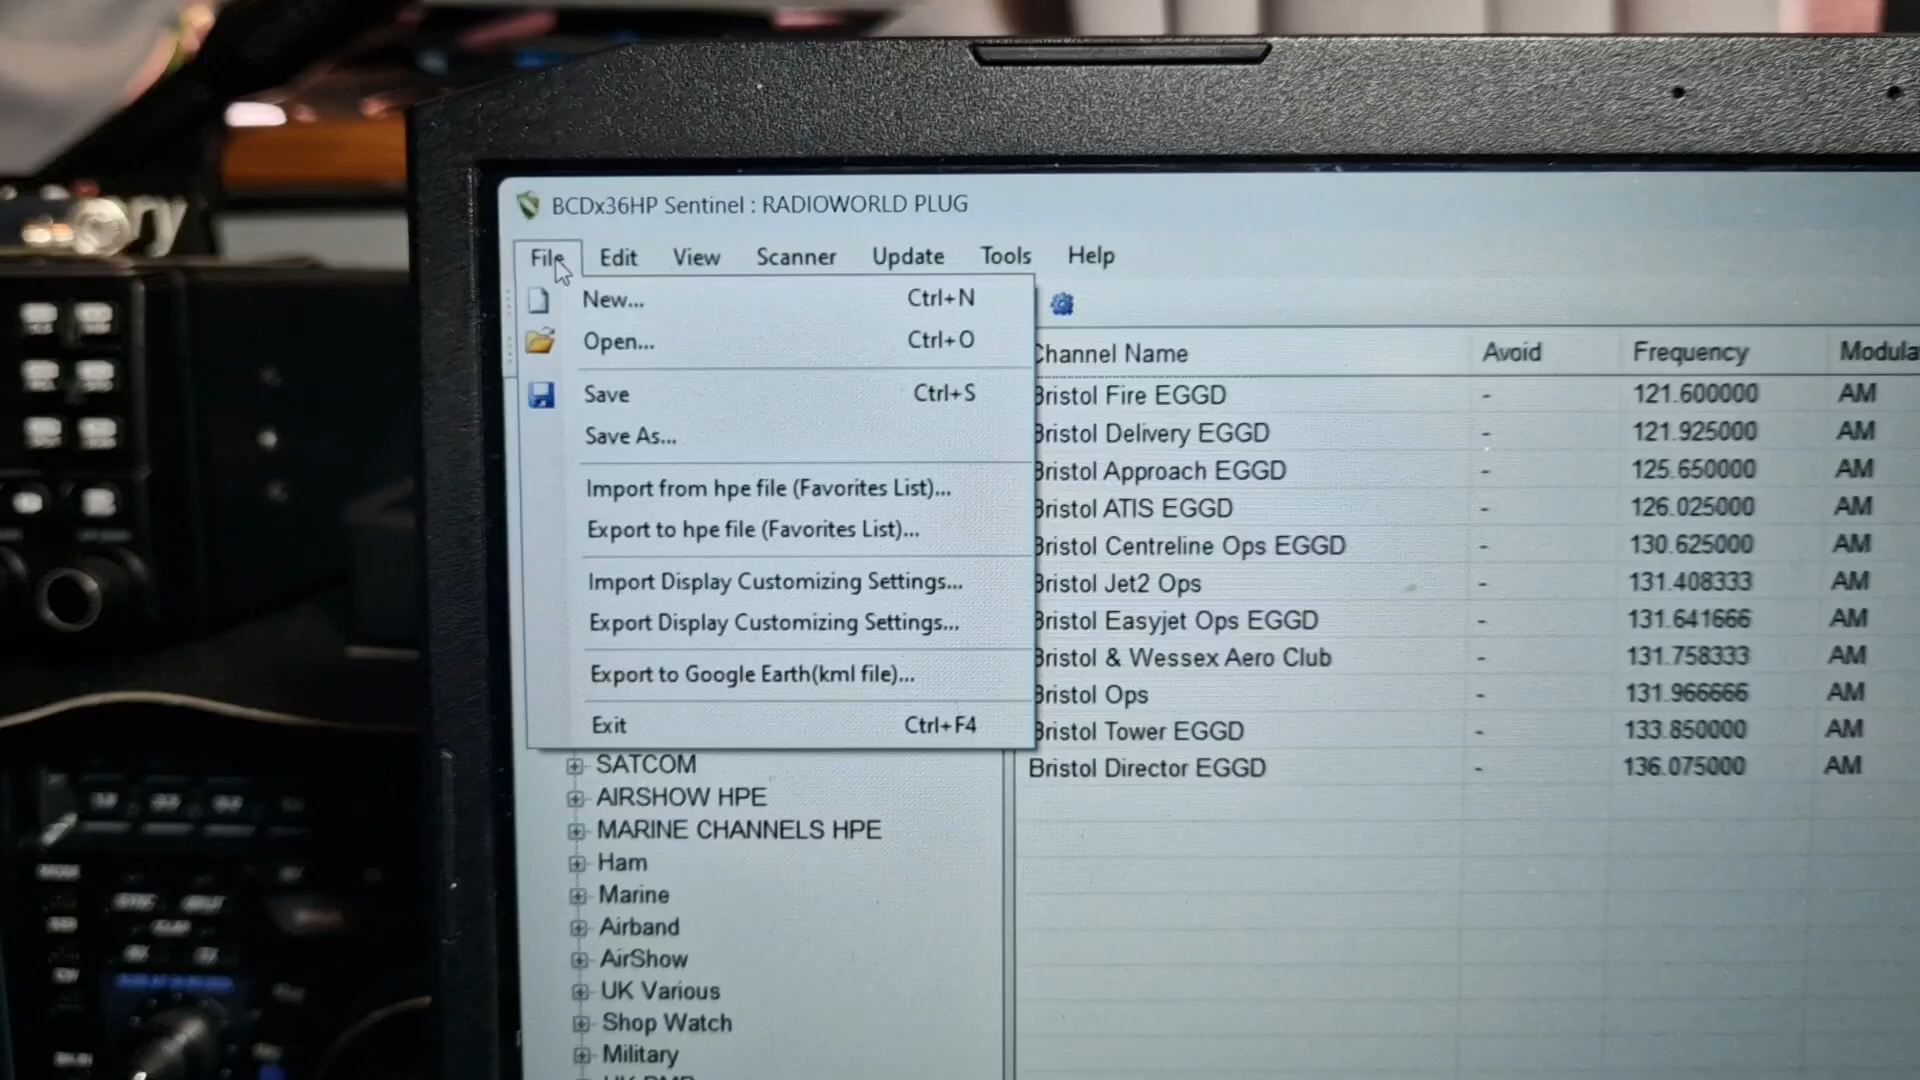 BCDx36HP Sentinel : RADIOWORLD PLUG
File Edit View Scanner Update Tools Help
New... Ctrl+N
Open... Ctrl+O
Save Ctrl+S
Save As...
Import from hpe file (Favorites List)...
Export to hpe file (Favorites List)...
Import Display Customizing Settings...
Export Display Customizing Settings...
Export to Google Earth(kml file)...
Exit Ctrl+F4
SATCOM
AIRSHOW HPE
MARINE CHANNELS HPE
Ham
Marine
Airband
AirShow
UK Various
Shop Watch
Military
Channel Name Avoid Frequency Modula
Bristol Fire EGGD - 121.600000 AM
Bristol Delivery EGGD - 121.925000 AM
Bristol Approach EGGD - 125.650000 AM
Bristol ATIS EGGD - 126.025000 AM
Bristol Centreline Ops EGGD - 130.625000 AM
Bristol Jet2 Ops - 131.408333 AM
Bristol Easyjet Ops EGGD - 131.641666 AM
Bristol & Wessex Aero Club - 131.758333 AM
Bristol Ops - 131.966666 AM
Bristol Tower EGGD - 133.850000 AM
Bristol Director EGGD - 136.075000 AM